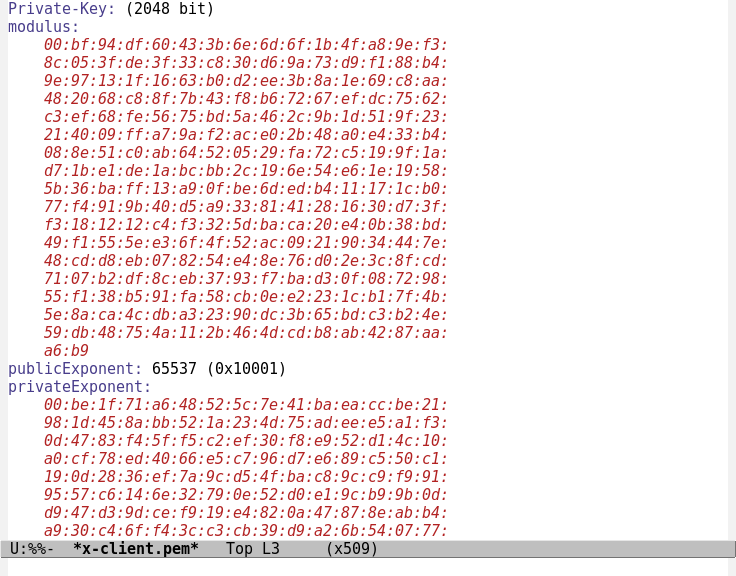 Private-Key: (2048 bit)
modulus:
00:bf:94:df:60:43:3b:6e:6d:6f:1b:4f:a8:9e:f3:
8c:05:3f:de:3f:33:c8:30:d6:9a:73:d9:f1:88:b4:
9e:97:13:1f:16:63:b0:d2:ee:3b:8a:1e:69:c8:aa:
48:20:68:c8:8f:7b:43:f8:b6:72:67:ef:dc:75:62:
c3:ef:68:fe:56:75:bd:5a:46:2c:9b:1d:51:9f:23:
21:40:09:ff:a7:9a:f2:ac:e0:2b:48:a0:e4:33:b4:
08:8e:51:c0:ab:64:52:05:29:fa:72:c5:19:9f:1a:
d7:1b:e1:de:1a:bc:bb:2c:19:6e:54:e6:1e:19:58:
5b:36:ba:ff:13:a9:0f:be:6d:ed:b4:11:17:1c:b0:
77:f4:91:9b:40:d5:a9:33:81:41:28:16:30:d7:3f:
f3:18:12:12:c4:f3:32:5d:ba:ca:20:e4:0b:38:bd:
49:f1:55:5e:e3:6f:4f:52:ac:09:21:90:34:44:7e:
48:cd:d8:eb:07:82:54:e4:8e:76:d0:2e:3c:8f:cd:
71:07:b2:df:8c:eb:37:93:f7:ba:d3:0f:08:72:98:
55:f1:38:b5:91:fa:58:cb:0e:e2:23:1c:b1:7f:4b:
5e:8a:ca:4c:db:a3:23:90:dc:3b:65:bd:c3:b2:4e:
59:db:48:75:4a:11:2b:46:4d:cd:b8:ab:42:87:aa:
a6:b9
publicExponent: 65537 (0x10001)
privateExponent:
00:be:1f:71:a6:48:52:5c:7e:41:ba:ea:cc:be:21:
98:1d:45:8a:bb:52:1a:23:4d:75:ad:ee:e5:a1:f3:
0d:47:83:f4:5f:f5:c2:ef:30:f8:e9:52:d1:4c:10:
a0:cf:78:ed:40:66:e5:c7:96:d7:e6:89:c5:50:c1:
19:0d:28:36:ef:7a:9c:d5:4f:ba:c8:9c:c9:f9:91:
95:57:c6:14:6e:32:79:0e:52:d0:e1:9c:b9:9b:0d:
d9:47:d3:9d:ce:f9:19:e4:82:0a:47:87:8e:ab:b4:
a9:30:c4:6f:f4:3c:c3:cb:39:d9:a2:6b:54:07:77:
U:%%-  *x-client.pem*   Top L3     (x509)